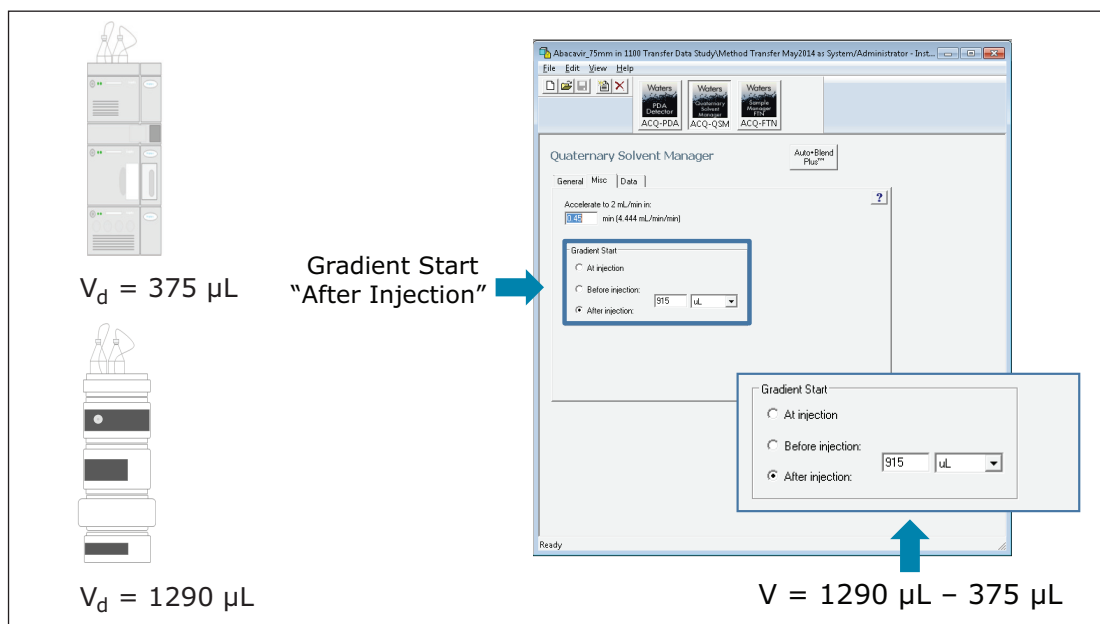 Abacavir_75mm in 1100 Transfer Data Study\Method Transfer May2014 as System/Administrator - Inst...
File Edit View Help
Waters
PDA
Detector
ACQ-PDA
Waters
Quaternary
Solvent
Manager
ACQ-QSM
Waters
Sample
Manager
FTN
ACQ-FTN
Quaternary Solvent Manager
Auto•Blend
Plus™
General Misc Data
?
Accelerate to 2 mL/min in:
0.45 min (4.444 mL/min/min)
Gradient Start
At injection
Before injection:
915 uL
After injection:
Vd = 375 µL
Gradient Start
“After Injection”
Gradient Start
At injection
Before injection:
915 uL
After injection:
Ready
Vd = 1290 µL
V = 1290 µL – 375 µL